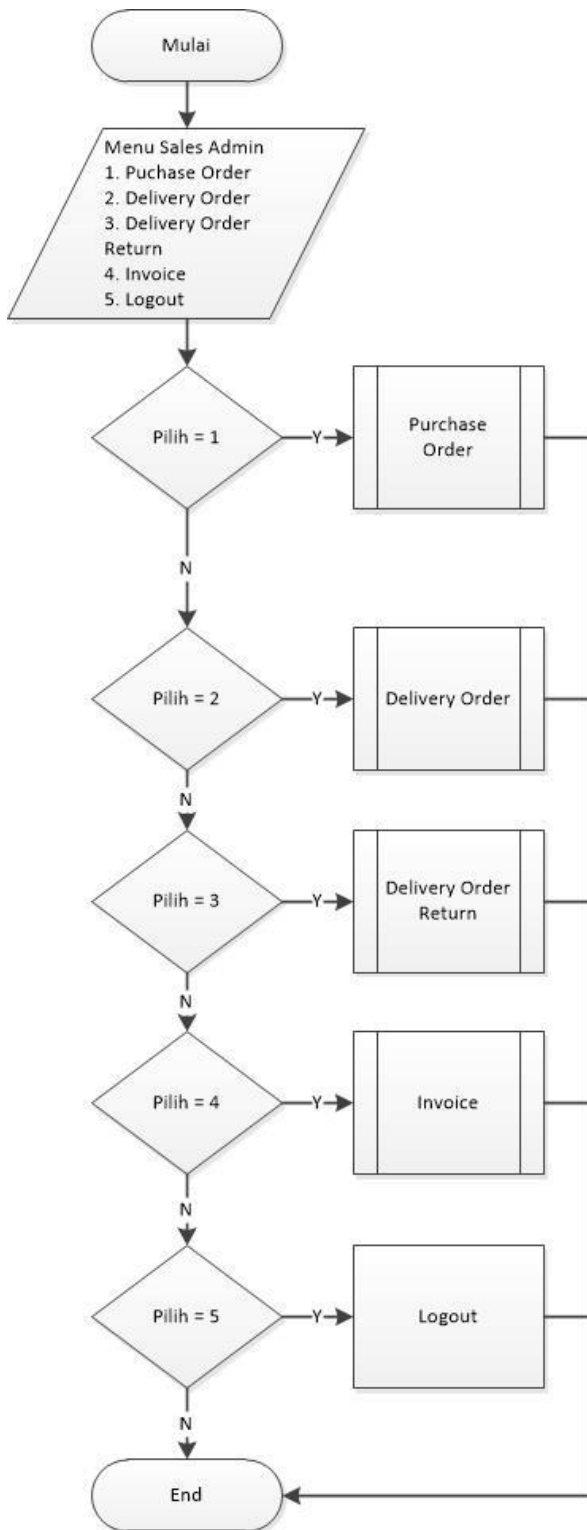 Mulai
Menu Sales Admin
1. Puchase Order
2. Delivery Order
3. Delivery Order
Return
4. Invoice
5. Logout
Pilih = 1
Y
Purchase
Order
N
Pilih = 2
Y
Delivery Order
N
Pilih = 3
Y
Delivery Order
Return
N
Pilih = 4
Y
Invoice
N
Pilih = 5
Y
Logout
N
End